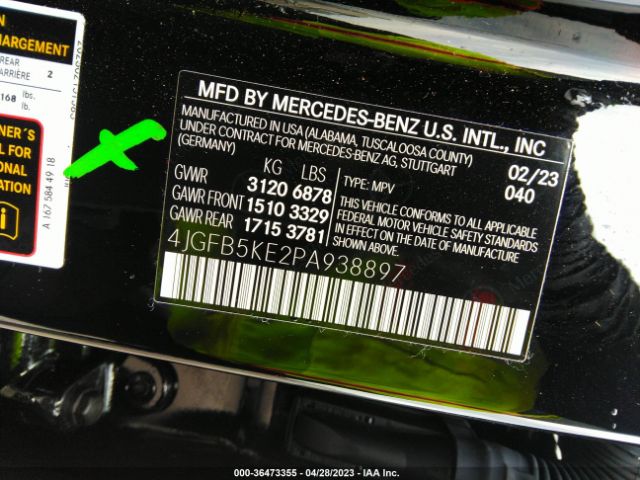 N
HARGEMENT
REAR 2
ARRIÈRE
168 lbs.
lb.
NER'S
L FOR
ONAL
ATION
i
A 167 584 49 18
MFD BY MERCEDES-BENZ U.S. INTL., INC
MANUFACTURED IN USA (ALABAMA, TUSCALOOSA COUNTY)
UNDER CONTRACT FOR MERCEDES-BENZ AG, STUTTGART
(GERMANY)
02/23
040
KG LBS
GVWR 3120 6878
GAWR FRONT 1510 3329
GAWR REAR 1715 3781
TYPE: MPV
THIS VEHICLE CONFORMS TO ALL APPLICABLE
FEDERAL MOTOR VEHICLE SAFETY STANDARDS
IN EFFECT ON THE DATE OF MANUFACTURE
SHOWN ABOVE.
4JGFB5KE2PA938897
000-36473355 | 04/28/2023 - IAA Inc.